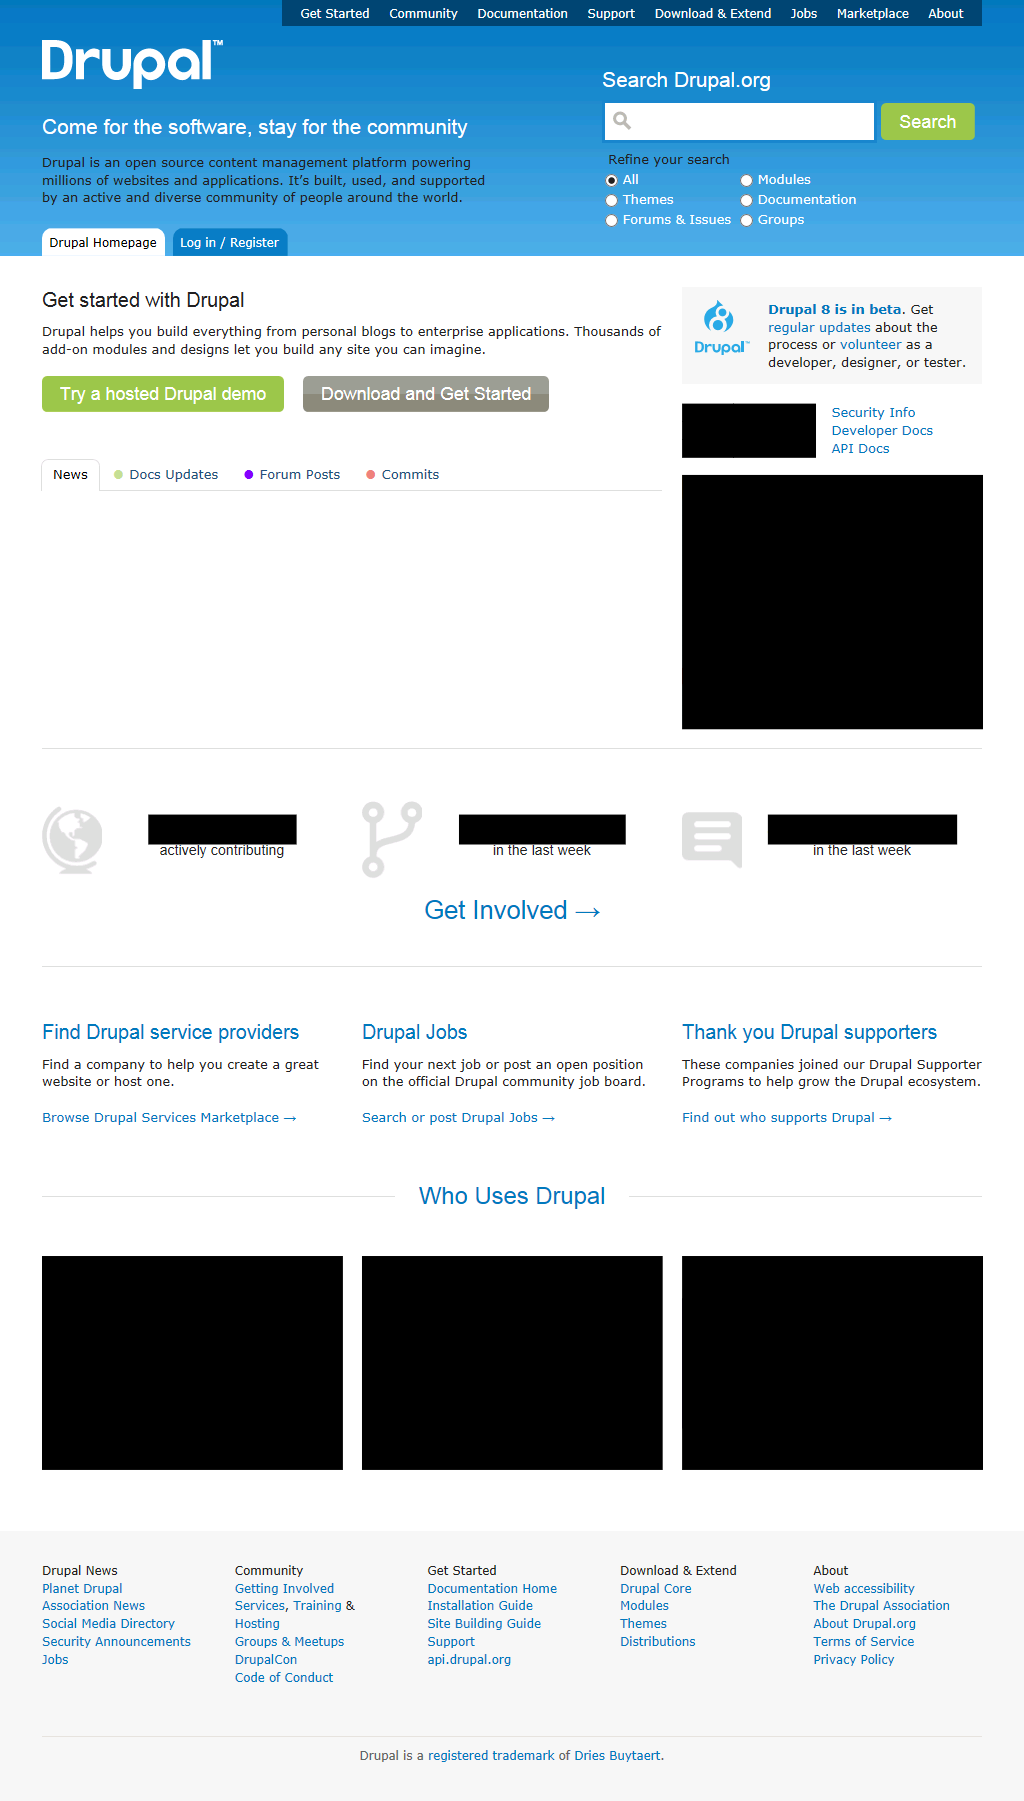 Get Started Community Documentation Support Download & Extend Jobs Marketplace About
Drupal™
Search Drupal.org
Search
Come for the software, stay for the community
Drupal is an open source content management platform powering
millions of websites and applications. It’s built, used, and supported
by an active and diverse community of people around the world.
Refine your search
All Modules
Themes Documentation
Forums & Issues Groups
Drupal Homepage Log in / Register
Get started with Drupal
Drupal helps you build everything from personal blogs to enterprise applications. Thousands of
add-on modules and designs let you build any site you can imagine.
Try a hosted Drupal demo Download and Get Started
Drupal™
Drupal 8 is in beta. Get
regular updates about the
process or volunteer as a
developer, designer, or tester.
Security Info
Developer Docs
API Docs
News Docs Updates Forum Posts Commits
actively contributing in the last week in the last week
Get Involved →
Find Drupal service providers
Find a company to help you create a great
website or host one.
Browse Drupal Services Marketplace →
Drupal Jobs
Find your next job or post an open position
on the official Drupal community job board.
Search or post Drupal Jobs →
Thank you Drupal supporters
These companies joined our Drupal Supporter
Programs to help grow the Drupal ecosystem.
Find out who supports Drupal →
Who Uses Drupal
Drupal News
Planet Drupal
Association News
Social Media Directory
Security Announcements
Jobs
Community
Getting Involved
Services, Training &
Hosting
Groups & Meetups
DrupalCon
Code of Conduct
Get Started
Documentation Home
Installation Guide
Site Building Guide
Support
api.drupal.org
Download & Extend
Drupal Core
Modules
Themes
Distributions
About
Web accessibility
The Drupal Association
About Drupal.org
Terms of Service
Privacy Policy
Drupal is a registered trademark of Dries Buytaert.